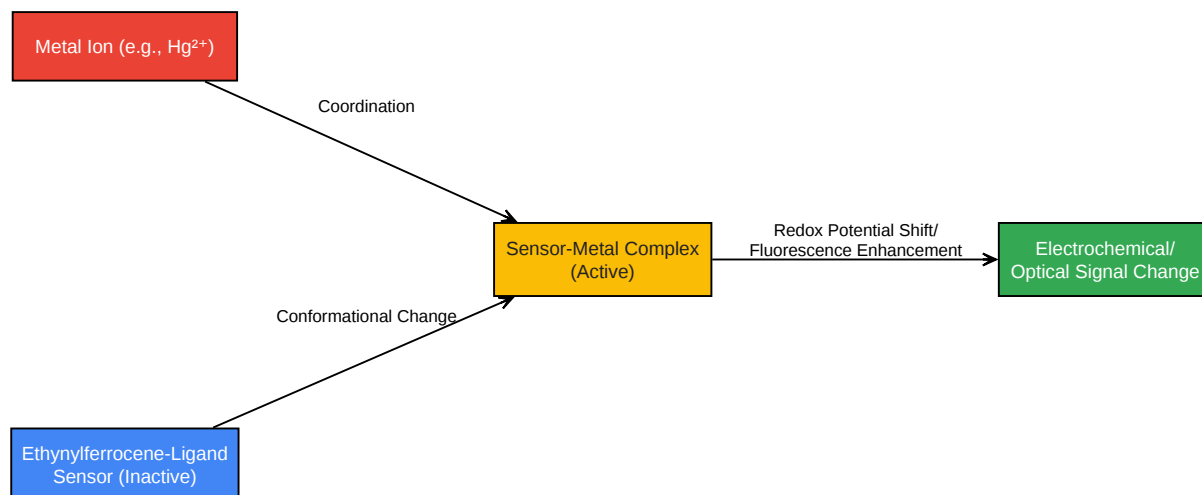 Metal Ion (e.g., Hg²⁺)
Coordination
Redox Potential Shift/
Fluorescence Enhancement
Sensor-Metal Complex
(Active)
Electrochemical/
Optical Signal Change
Conformational Change
Ethynylferrocene-Ligand
Sensor (Inactive)